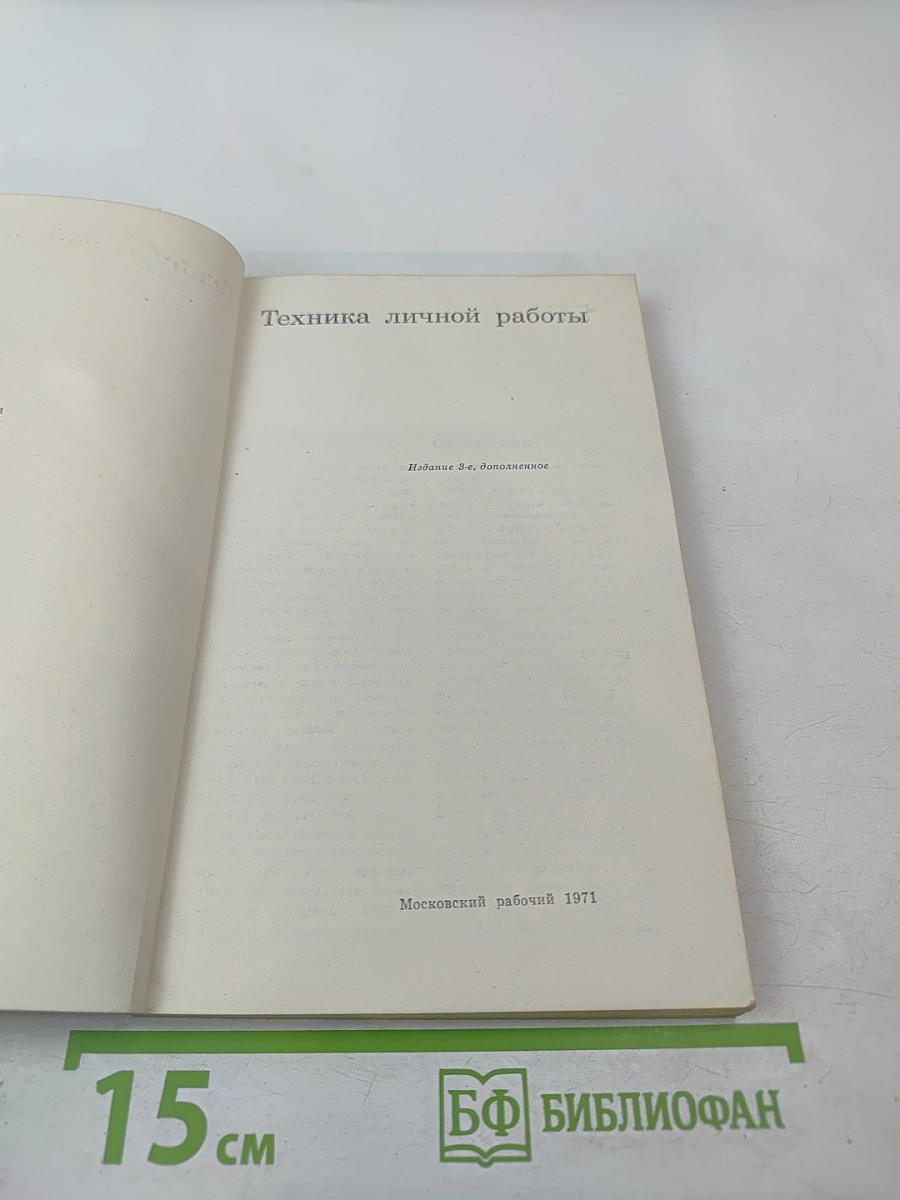 Техника личной работы
Издание 3-е, дополненное
Московский рабочий 1971
15 см
БФ БИБЛИОФАН